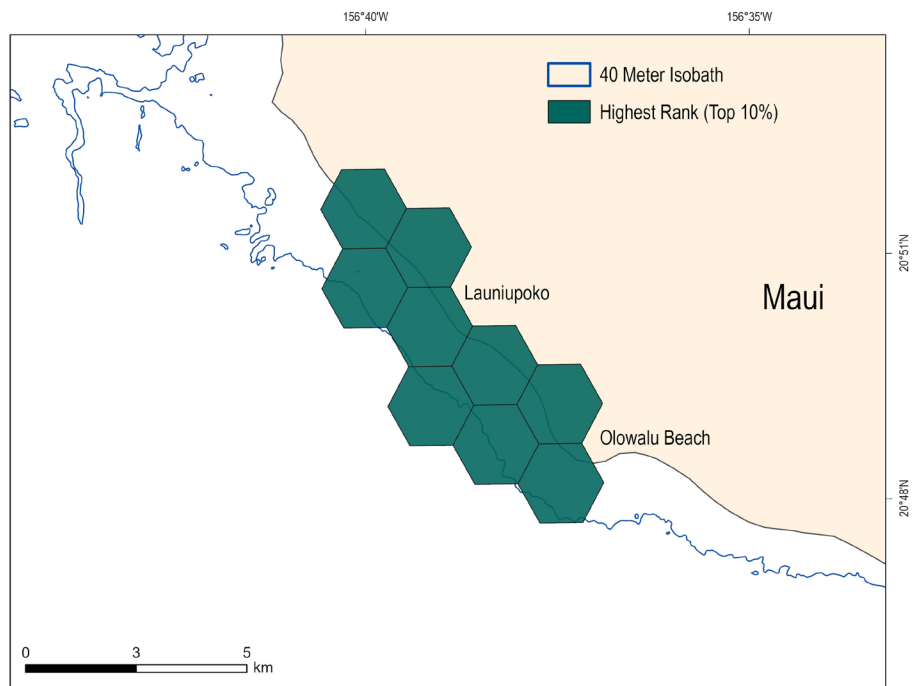 156°40'W 156°35'W
40 Meter Isobath
Highest Rank (Top 10%)
20°51'N
Launiupoko
Maui
Olowalu Beach
20°48'N
0 3 5
km